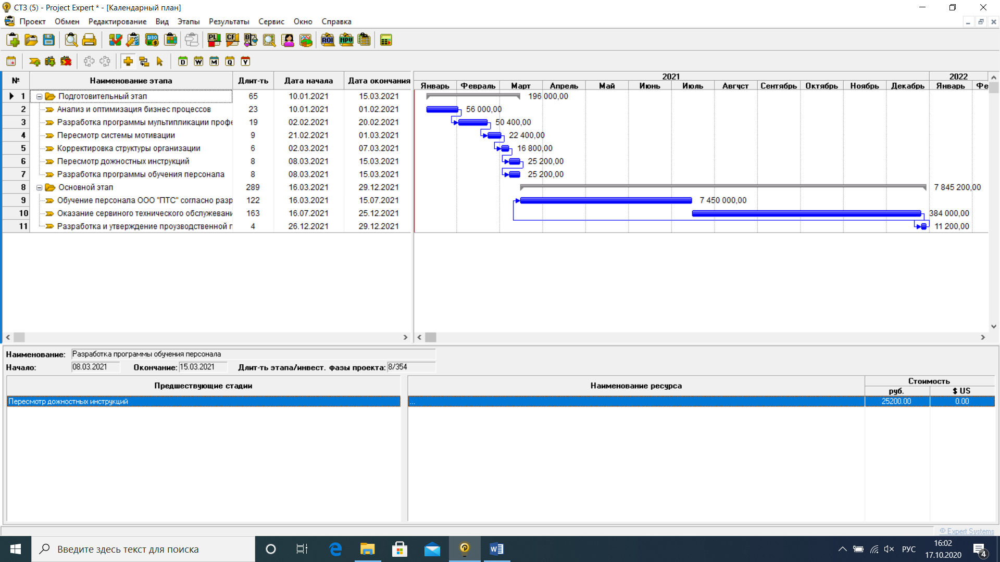 СТЗ (5) - Project Expert * - [Календарный план]
Проект Обмен Редактирование Вид Этапы Результаты Сервис Окно Справка
PL CF ROI NPV
D W M Q Y
№ Наименование этапа Длит-ть Дата начала Дата окончания
2021 2022
Январь Февраль Март Апрель Май Июнь Июль Август Сентябрь Октябрь Ноябрь Декабрь Январь Фе
1 Подготовительный этап 65 10.01.2021 15.03.2021 196 000,00
2 Анализ и оптимизация бизнес процессов 23 10.01.2021 01.02.2021 56 000,00
3 Разработка программы мультипликации профе 19 02.02.2021 20.02.2021 50 400,00
4 Пересмотр системы мотивации 9 21.02.2021 01.03.2021 22 400,00
5 Корректировка структуры организации 6 02.03.2021 07.03.2021 16 800,00
6 Пересмотр дожностных инструкций 8 08.03.2021 15.03.2021 25 200,00
7 Разработка программы обучения персонала 8 08.03.2021 15.03.2021 25 200,00
8 Основной этап 289 16.03.2021 29.12.2021 7 845 200,00
9 Обучение персонала ООО "ПТС" согласно разр 122 16.03.2021 15.07.2021 7 450 000,00
10 Оказание сервиного технического обслужевани 163 16.07.2021 25.12.2021 384 000,00
11 Разработка и утверждение проузводственной п 4 26.12.2021 29.12.2021 11 200,00
Наименование: Разработка программы обучения персонала
Начало: 08.03.2021 Окончание: 15.03.2021 Длит-ть этапа/инвест. фазы проекта: 8/354
Предшествующие стадии Наименование ресурса Стоимость
руб. $ US
Пересмотр дожностных инструкций ... 25200.00 0.00
© Expert Systems
Введите здесь текст для поиска
РУС 16:02
17.10.2020 4